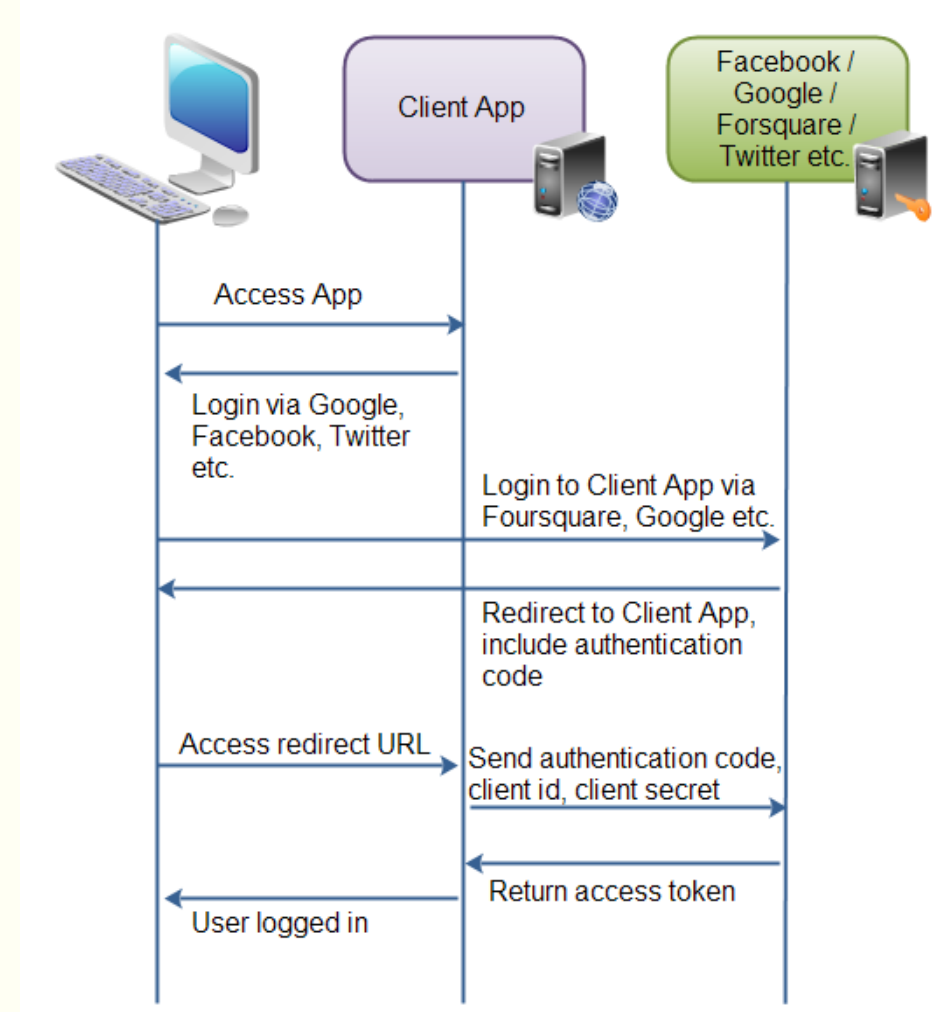 Client App
Facebook /
Google /
Forsquare /
Twitter etc.
Access App
Login via Google,
Facebook, Twitter
etc.
Login to Client App via
Foursquare, Google etc.
Redirect to Client App,
include authentication
code
Access redirect URL
Send authentication code,
client id, client secret
Return access token
User logged in